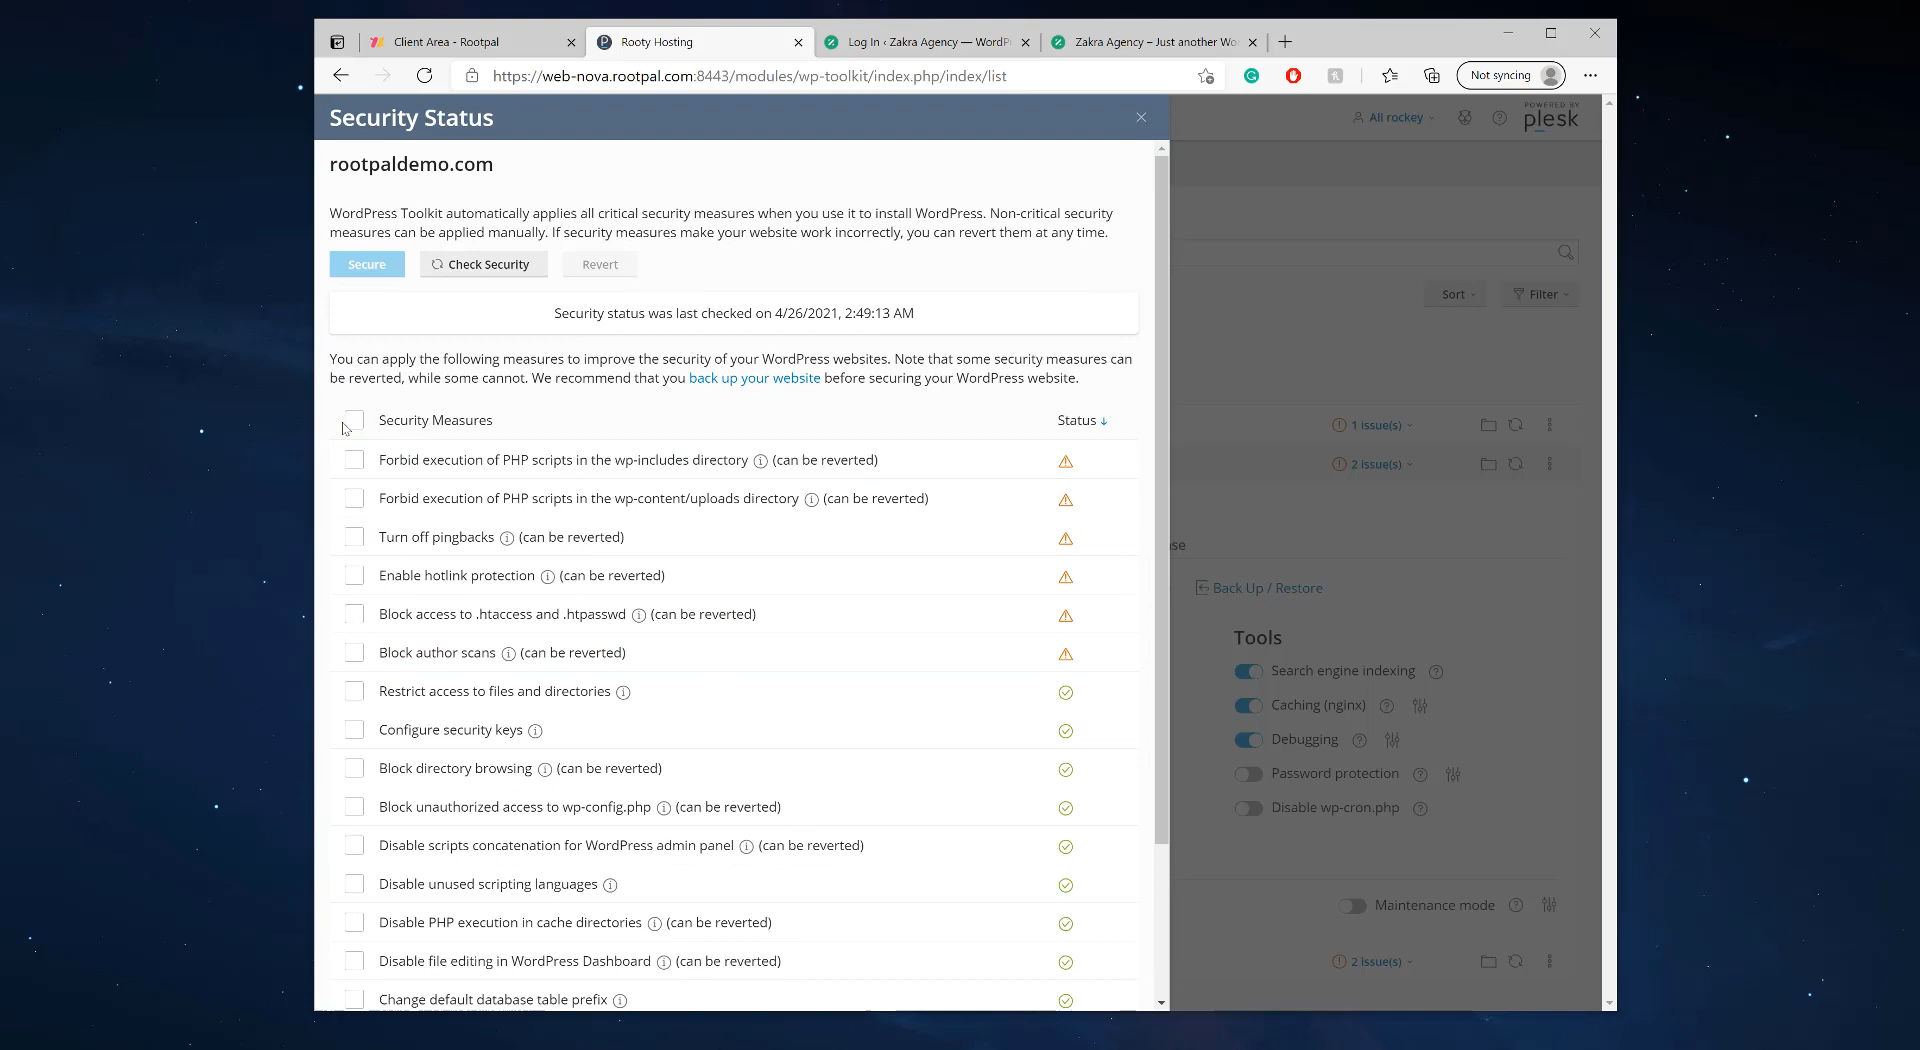 Client Area - Rootpal
Rooty Hosting
Log In ‹ Zakra Agency — WordP
Zakra Agency – Just another Wo
https://web-nova.rootpal.com:8443/modules/wp-toolkit/index.php/index/list
Not syncing
Security Status
All rockey
POWERED BY
plesk
rootpaldemo.com
WordPress Toolkit automatically applies all critical security measures when you use it to install WordPress. Non-critical security
measures can be applied manually. If security measures make your website work incorrectly, you can revert them at any time.
Secure
Check Security
Revert
Sort
Filter
Security status was last checked on 4/26/2021, 2:49:13 AM
You can apply the following measures to improve the security of your WordPress websites. Note that some security measures can
be reverted, while some cannot. We recommend that you back up your website before securing your WordPress website.
Security Measures
Status
1 issue(s)
Forbid execution of PHP scripts in the wp-includes directory (can be reverted)
2 issue(s)
Forbid execution of PHP scripts in the wp-content/uploads directory (can be reverted)
Turn off pingbacks (can be reverted)
se
Enable hotlink protection (can be reverted)
Back Up / Restore
Block access to .htaccess and .htpasswd (can be reverted)
Tools
Block author scans (can be reverted)
Search engine indexing
Restrict access to files and directories
Caching (nginx)
Configure security keys
Debugging
Block directory browsing (can be reverted)
Password protection
Block unauthorized access to wp-config.php (can be reverted)
Disable wp-cron.php
Disable scripts concatenation for WordPress admin panel (can be reverted)
Disable unused scripting languages
Maintenance mode
Disable PHP execution in cache directories (can be reverted)
Disable file editing in WordPress Dashboard (can be reverted)
2 issue(s)
Change default database table prefix